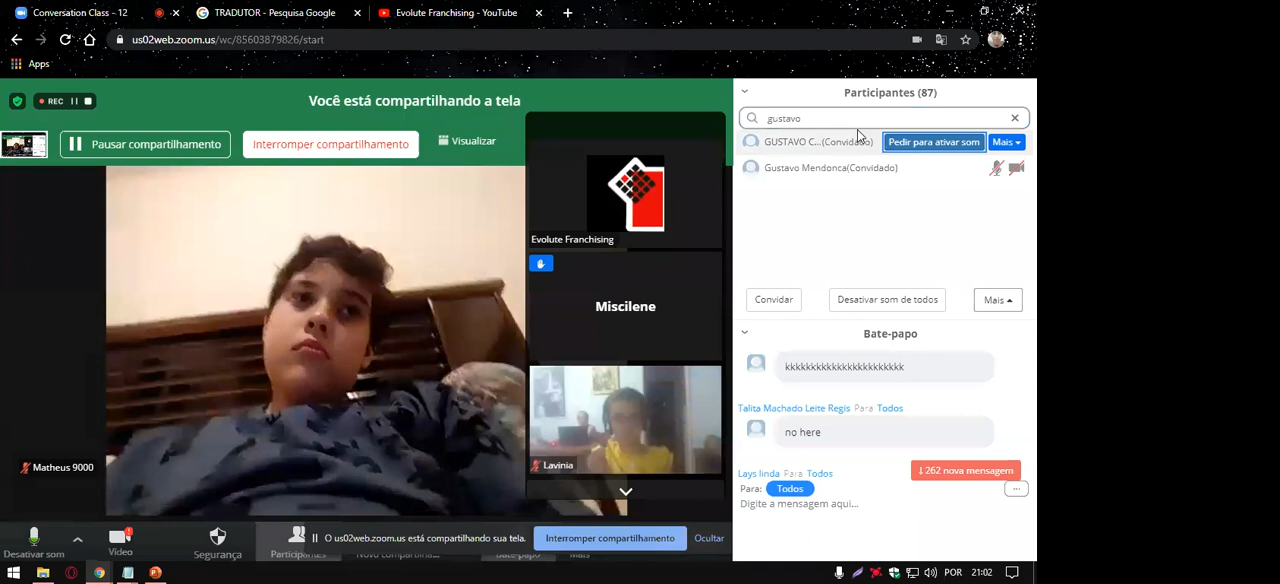 Conversation Class - 12
TRADUTOR - Pesquisa Google
Evolute Franchising - YouTube
us02web.zoom.us/wc/85603879826/start
Apps
REC
Você está compartilhando a tela
Participantes (87)
gustavo
Pausar compartilhamento
Interromper compartilhamento
Visualizar
GUSTAVO C...(Convidado)
Pedir para ativar som
Mais
Gustavo Mendonca(Convidado)
Evolute Franchising
Miscilene
Convidar
Desativar som de todos
Mais
Bate-papo
kkkkkkkkkkkkkkkkkkkkkkk
Talita Machado Leite Regis Para Todos
no here
Matheus 9000
Lavinia
262 nova mensagem
Lays linda Para Todos
Para: Todos
Digite a mensagem aqui...
Desativar som
Vídeo
Segurança
Participantes
O us02web.zoom.us está compartilhando sua tela.
Interromper compartilhamento
Ocultar
Bate-papo
Mais
POR
21:02